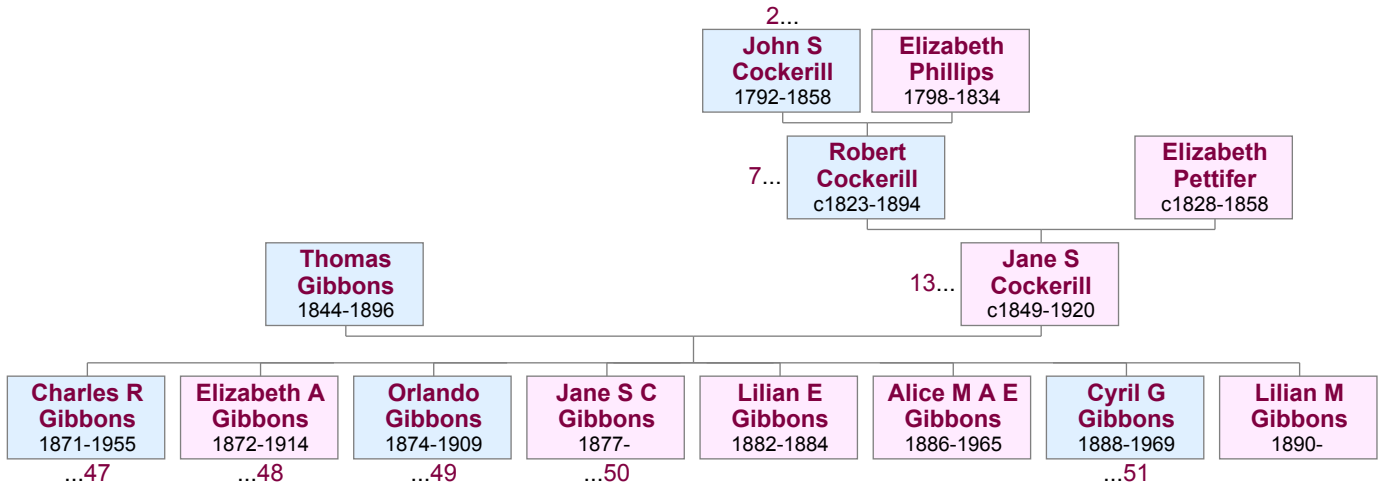 2...
John S
Cockerill
1792-1858
Elizabeth
Phillips
1798-1834
7...
Robert
Cockerill
c1823-1894
Elizabeth
Pettifer
c1828-1858
Thomas
Gibbons
1844-1896
13...
Jane S
Cockerill
c1849-1920
Charles R
Gibbons
1871-1955
...47
Elizabeth A
Gibbons
1872-1914
...48
Orlando
Gibbons
1874-1909
...49
Jane S C
Gibbons
1877-
...50
Lilian E
Gibbons
1882-1884
Alice M A E
Gibbons
1886-1965
Cyril G
Gibbons
1888-1969
...51
Lilian M
Gibbons
1890-